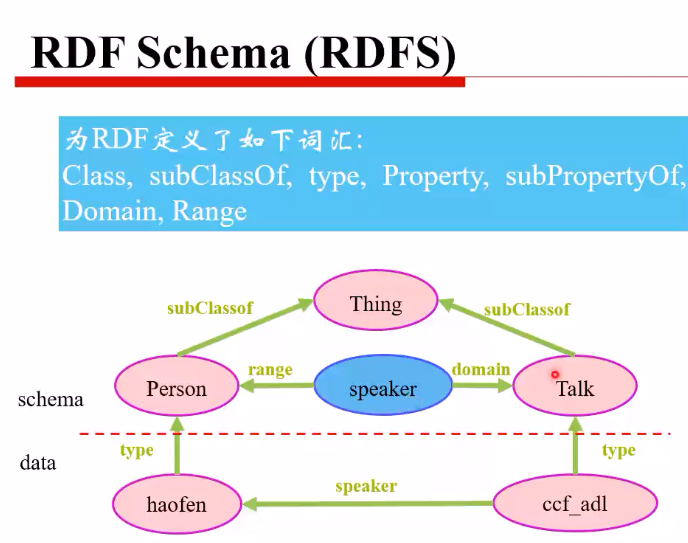 RDF Schema (RDFS)
为RDF定义了如下词汇:
Class, subClassOf, type, Property, subPropertyOf,
Domain, Range
Thing
subClassof
subClassof
Person
range
speaker
domain
Talk
schema
data
type
type
haofen
speaker
ccf_adl